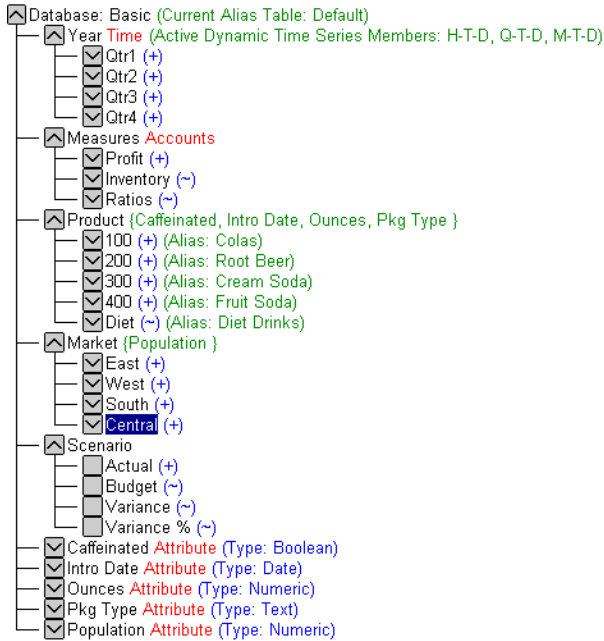 Database: Basic (Current Alias Table: Default)
Year Time (Active Dynamic Time Series Members: H-T-D, Q-T-D, M-T-D)
Qtr1 (+)
Qtr2 (+)
Qtr3 (+)
Qtr4 (+)
Measures Accounts
Profit (+)
Inventory (~)
Ratios (~)
Product {Caffeinated, Intro Date, Ounces, Pkg Type }
100 (+) (Alias: Colas)
200 (+) (Alias: Root Beer)
300 (+) (Alias: Cream Soda)
400 (+) (Alias: Fruit Soda)
Diet (~) (Alias: Diet Drinks)
Market {Population }
East (+)
West (+)
South (+)
Central (+)
Scenario
Actual (+)
Budget (~)
Variance (~)
Variance % (~)
Caffeinated Attribute (Type: Boolean)
Intro Date Attribute (Type: Date)
Ounces Attribute (Type: Numeric)
Pkg Type Attribute (Type: Text)
Population Attribute (Type: Numeric)